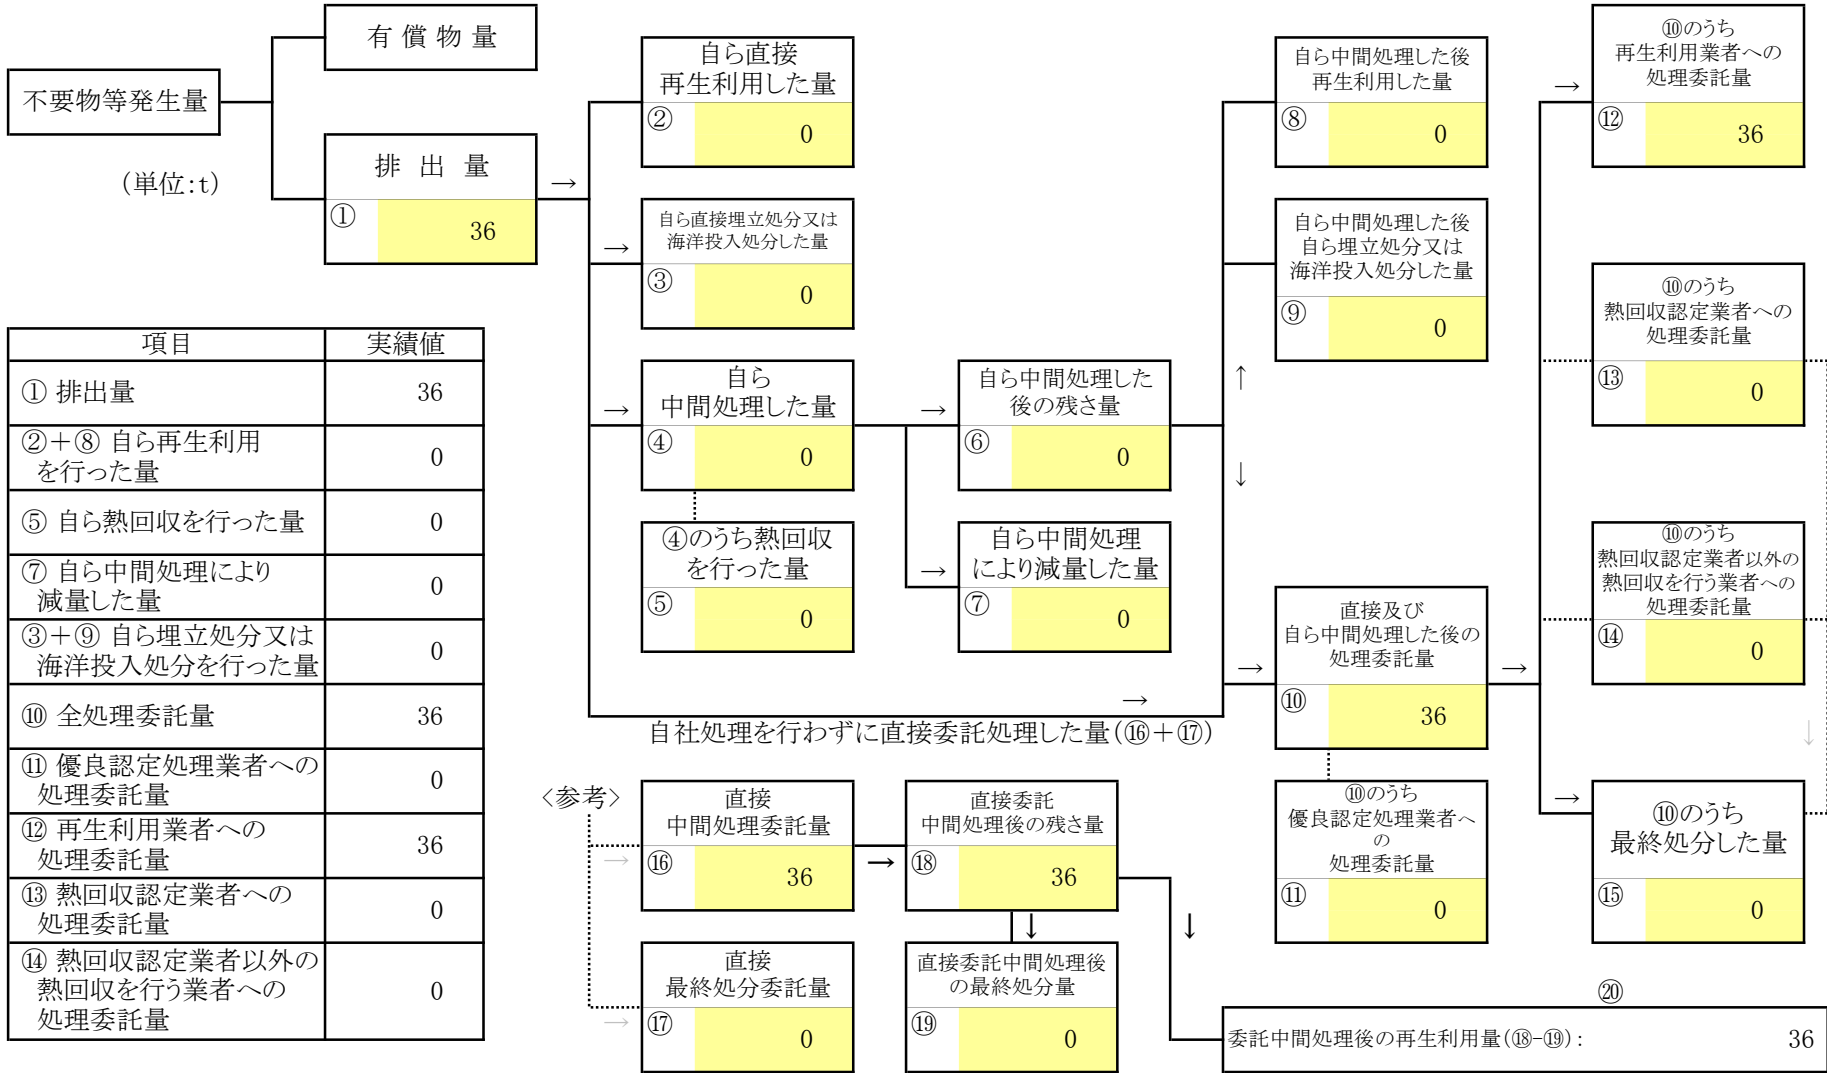 有 償 物 量
不要物等発生量
(単位:t)
排 出 量
①
36
→
自ら直接
再生利用した量
②
0
→
自ら直接埋立処分又は
海洋投入処分した量
③
0
→
自ら
中間処理した量
④
0
④のうち熱回収
を行った量
⑤
0
→
自ら中間処理した
後の残さ量
⑥
0
→
自ら中間処理
により減量した量
⑦
0
自ら中間処理した後
再生利用した量
⑧
0
自ら中間処理した後
自ら埋立処分又は
海洋投入処分した量
⑨
0
↑
↓
→
自社処理を行わずに直接委託処理した量(⑯+⑰)
→
直接及び
自ら中間処理した後の
処理委託量
⑩
36
→
⑩のうち
優良認定処理業者へ
の
処理委託量
⑪
0
→
⑩のうち
再生利用業者への
処理委託量
⑫
36
⑩のうち
熱回収認定業者への
処理委託量
⑬
0
⑩のうち
熱回収認定業者以外の
熱回収を行う業者への
処理委託量
⑭
0
↓
→
⑩のうち
最終処分した量
⑮
0
項目 実績値
① 排出量 36
②+⑧ 自ら再生利用
を行った量 0
⑤ 自ら熱回収を行った量 0
⑦ 自ら中間処理により
減量した量 0
③+⑨ 自ら埋立処分又は
海洋投入処分を行った量 0
⑩ 全処理委託量 36
⑪ 優良認定処理業者への
処理委託量 0
⑫ 再生利用業者への
処理委託量 36
⑬ 熱回収認定業者への
処理委託量 0
⑭ 熱回収認定業者以外の
熱回収を行う業者への
処理委託量 0
<参考>
→
直接
中間処理委託量
⑯
36
→
直接委託
中間処理後の残さ量
⑱
36
↓
↓
→
直接
最終処分委託量
⑰
0
直接委託中間処理後
の最終処分量
⑲
0
⑳
委託中間処理後の再生利用量(⑱-⑲): 36